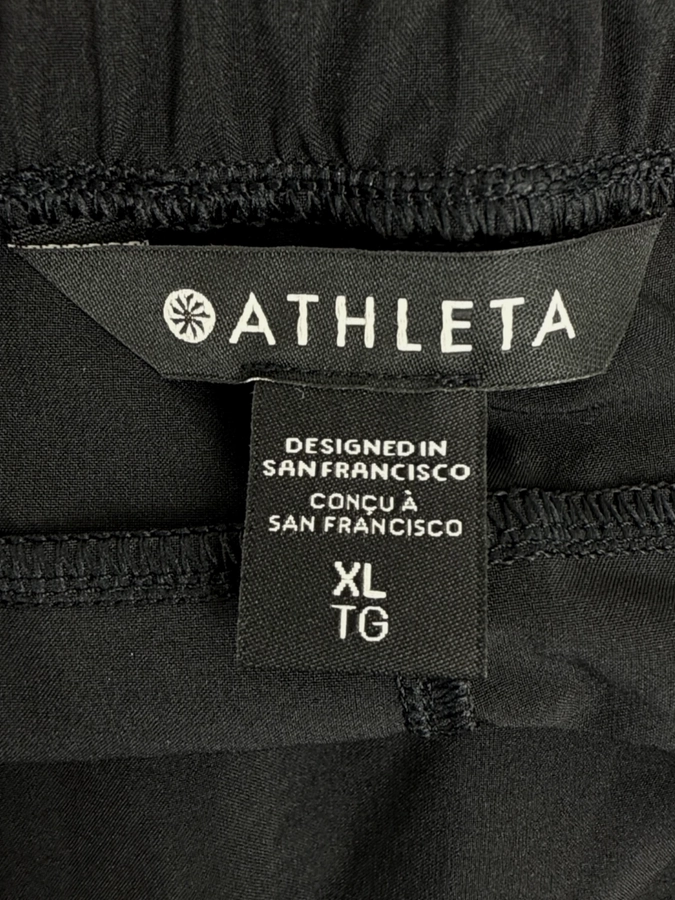 ATHLETA
DESIGNED IN
SAN FRANCISCO
CONÇU À
SAN FRANCISCO
XL
TG